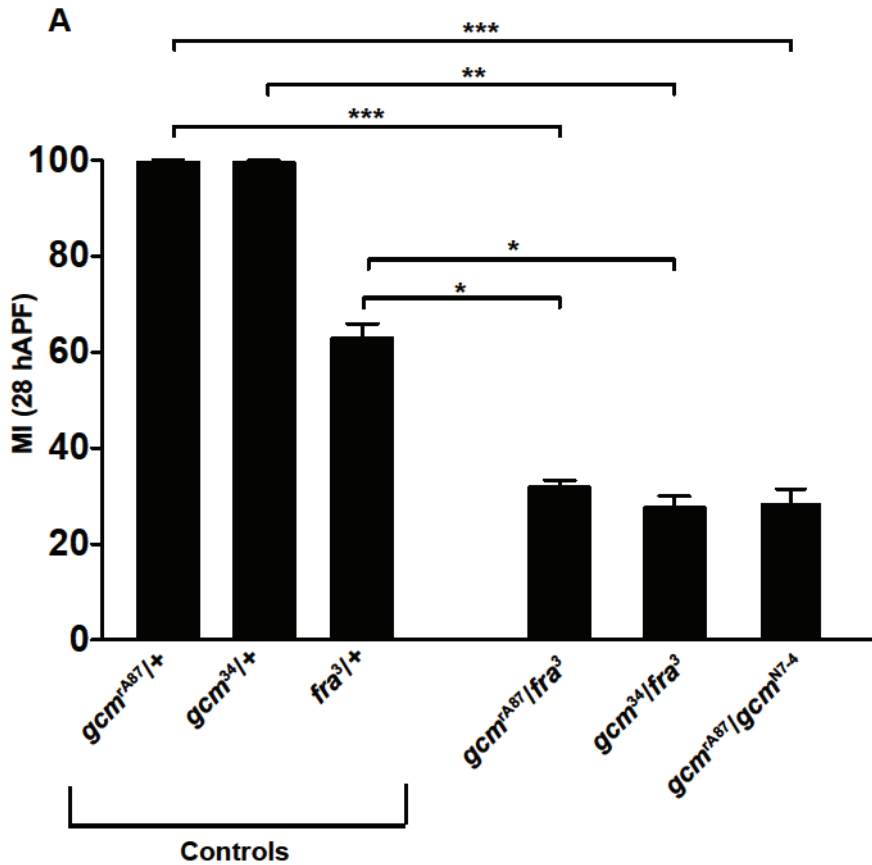 A
***
**
***
*
*
MI (28 hAPF)
100
80
60
40
20
0
gcm^rA87/+
gcm^34/+
fra^3/+
gcm^rA87/fra^3
gcm^34/fra^3
gcm^rA87/gcm^N7-4
Controls